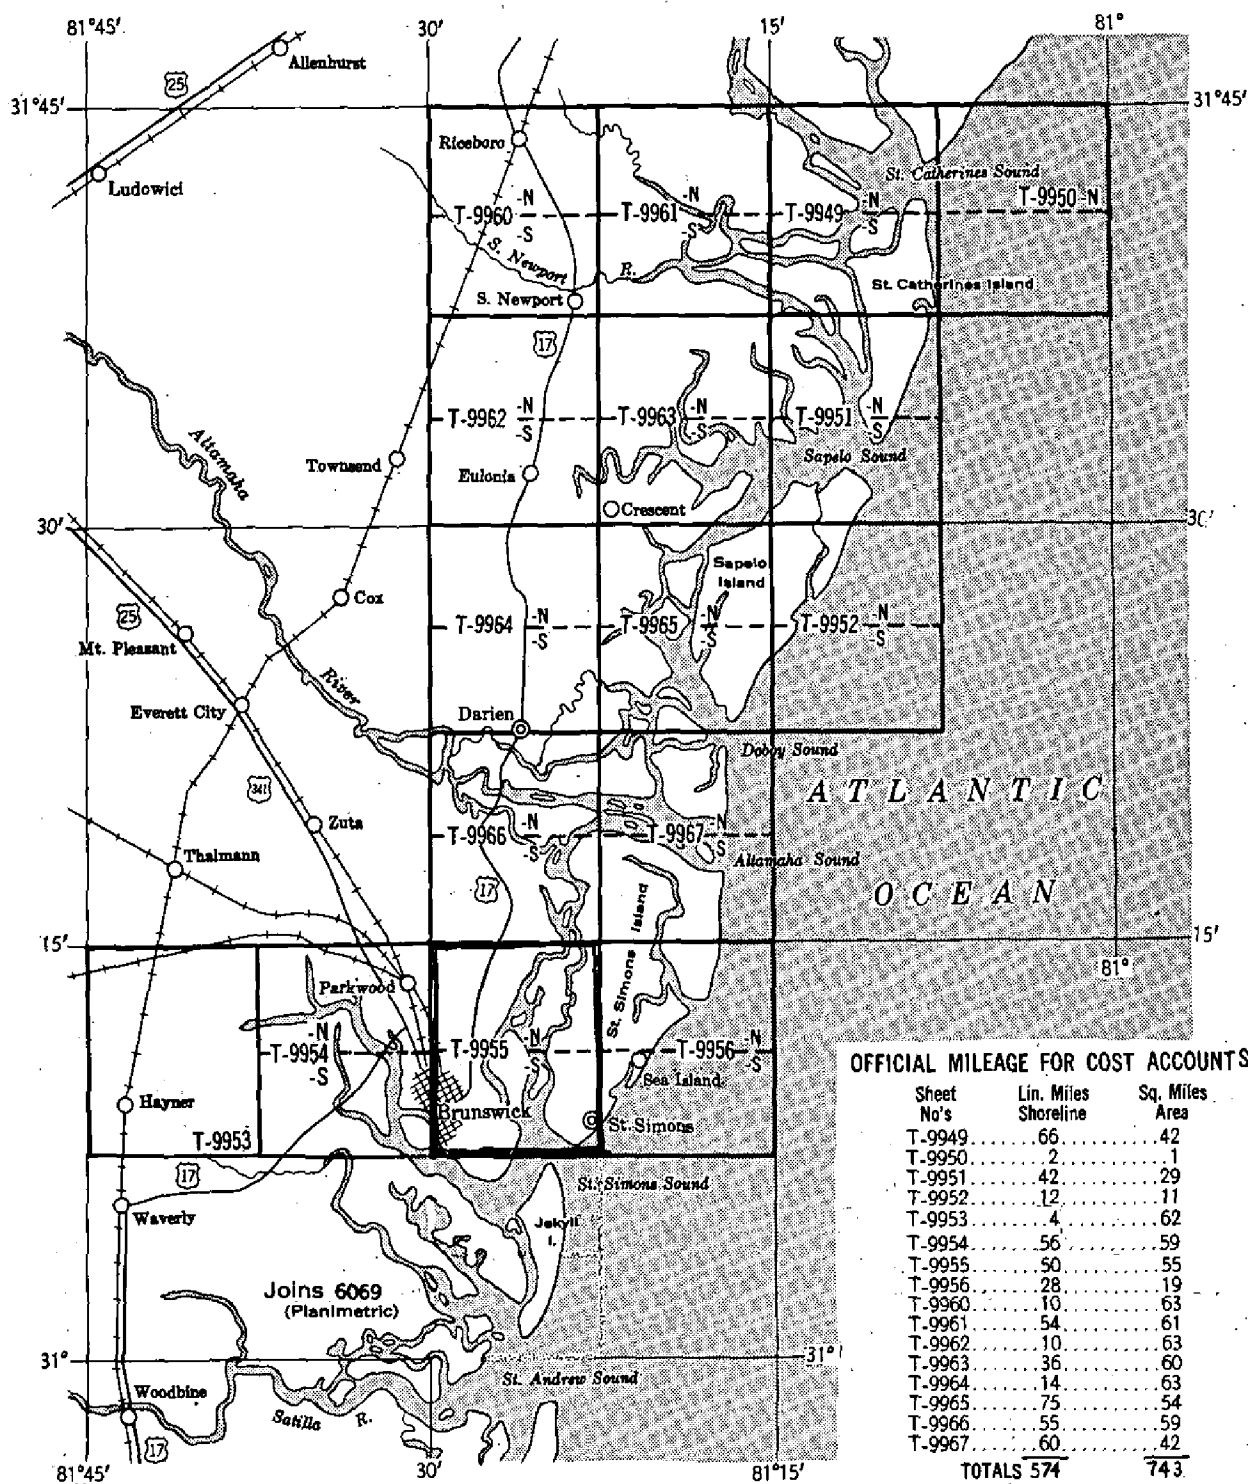 81°45'
30'
15'
81°
Allenhurst
25
31°45'
31°45'
Riceboro
Ludowici
St. Catherines Sound
T-9960 -N -S
T-9961 -N -S
T-9949 -N -S
T-9950-N
S. Newport R.
St. Catherines Island
S. Newport
17
T-9962 -N -S
T-9963 -N -S
T-9951 -N -S
Altamaha River
Townsend
Eulonia
Sapelo Sound
Crescent
30'
30'
Sapelo Island
Cox
25
T-9964 -N -S
T-9965 -N -S
T-9952 -N -S
Mt. Pleasant
Everett City
Darien
Doboy Sound
ATLANTIC
341
Zuta
T-9966 -N -S
T-9967 -N -S
Thalmann
Altamaha Sound
17
OCEAN
15'
15'
81°
Parkwood
St. Simons Island
T-9954 -N -S
T-9955 -N -S
T-9956 -N -S
Sea Island
Hayner
Brunswick
St. Simons
T-9953
17
St. Simons Sound
Waverly
Jekyll I.
Joins 6069
(Planimetric)
31°
31°
St. Andrew Sound
Woodbine
Satilla R.
17
81°45'
30'
81°15'
OFFICIAL MILEAGE FOR COST ACCOUNTS
Sheet No's Lin. Miles Shoreline Sq. Miles Area
T-9949.......66.........42
T-9950.......2.........1
T-9951.......42.........29
T-9952.......12.........11
T-9953.......4.........62
T-9954.......56.........59
T-9955.......50.........55
T-9956.......28.........19
T-9960.......10.........63
T-9961.......54.........61
T-9962.......10.........63
T-9963.......36.........60
T-9964.......14.........63
T-9965.......75.........54
T-9966.......55.........59
T-9967.......60.........42
TOTALS 574 743